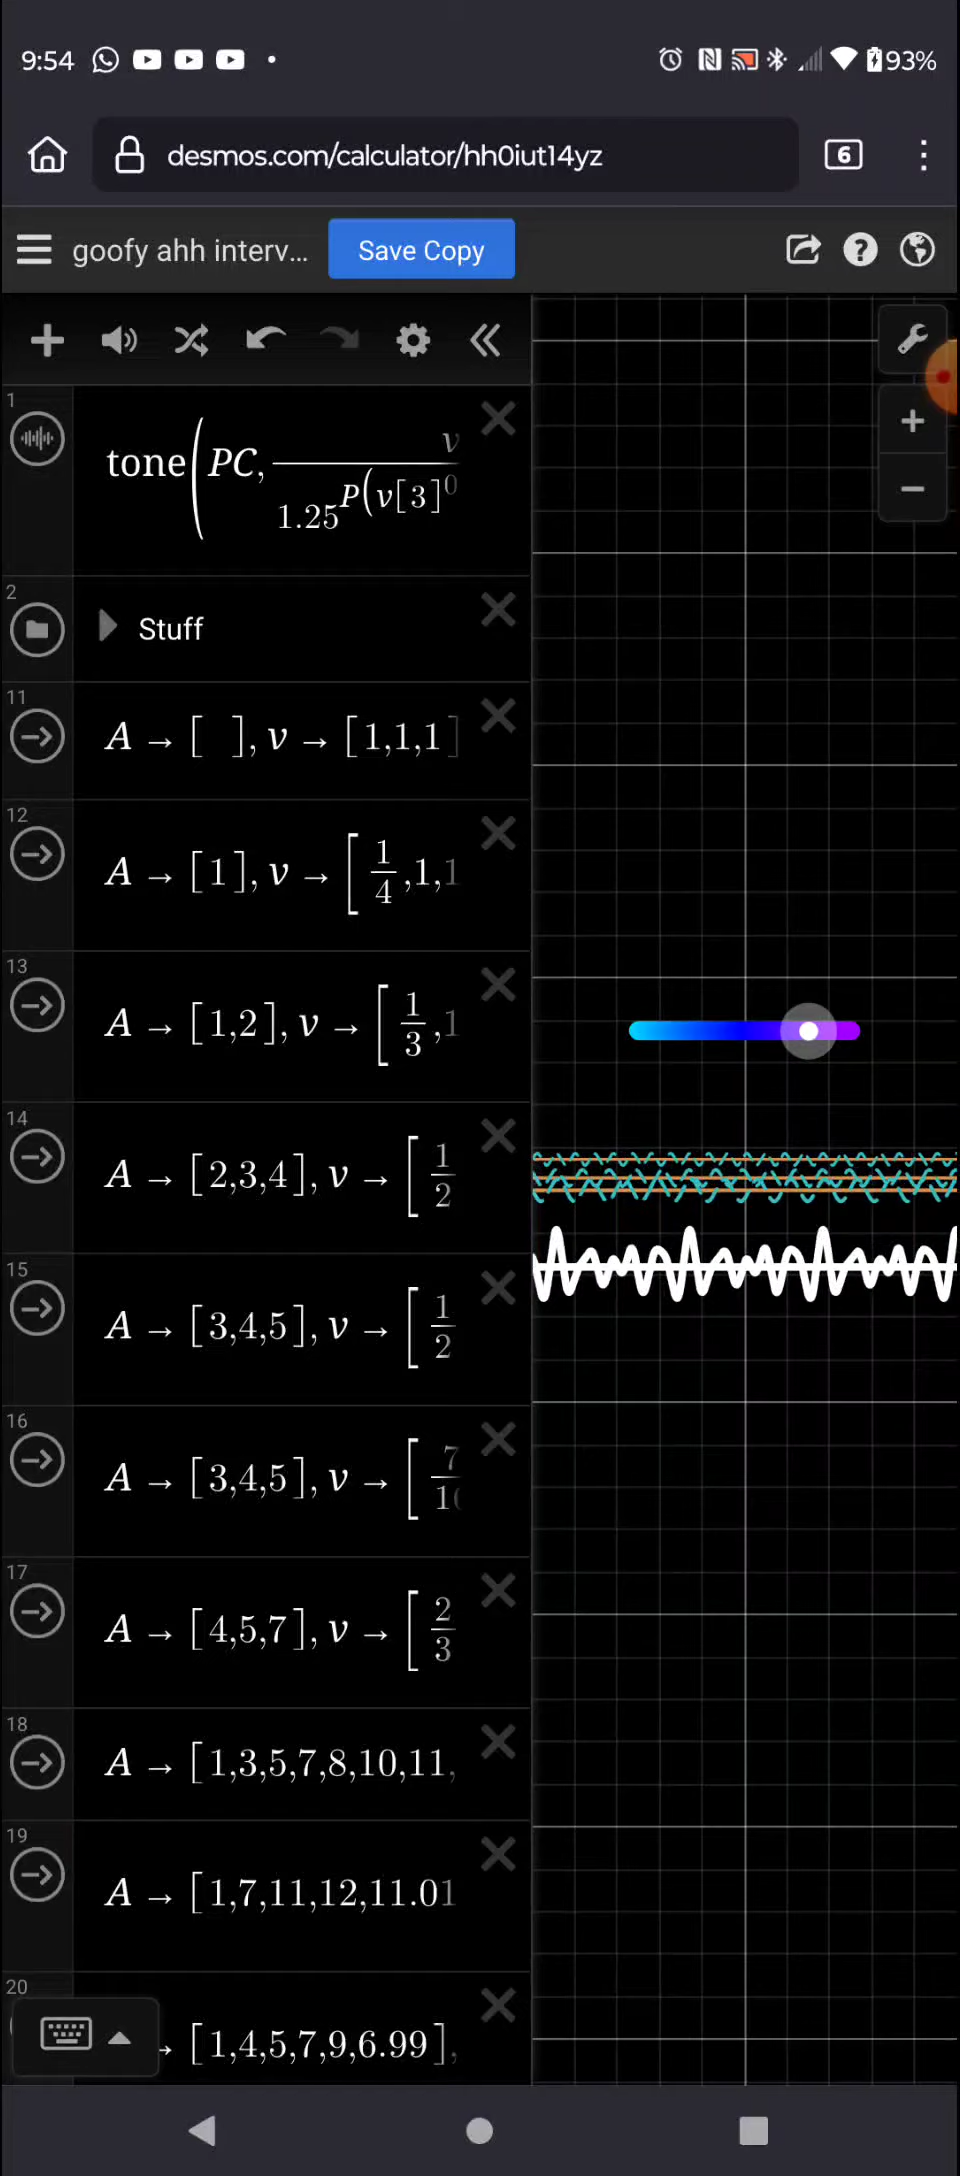 9:54
93%
desmos.com/calculator/hh0iut14yz
6
goofy ahh interv...
Save Copy
1
tone(PC, v / 1.25^P(v[3]^0
2
Stuff
11
A → [ ], v → [1,1,1]
12
A → [1], v → [1/4,1,1
13
A → [1,2], v → [1/3,1
14
A → [2,3,4], v → [1/2
15
A → [3,4,5], v → [1/2
16
A → [3,4,5], v → [7/10
17
A → [4,5,7], v → [2/3
18
A → [1,3,5,7,8,10,11,
19
A → [1,7,11,12,11.01
20
→ [1,4,5,7,9,6.99],